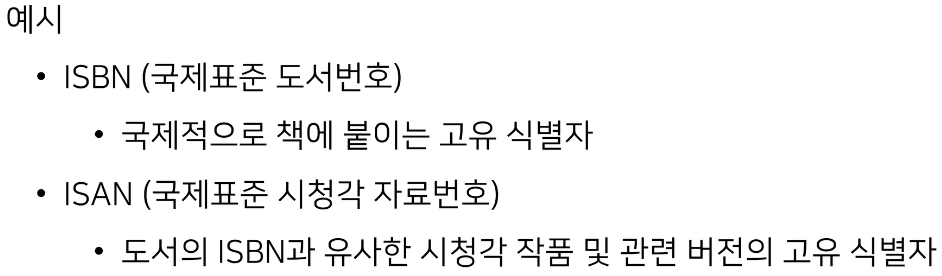 예시
• ISBN (국제표준 도서번호)
• 국제적으로 책에 붙이는 고유 식별자
• ISAN (국제표준 시청각 자료번호)
• 도서의 ISBN과 유사한 시청각 작품 및 관련 버전의 고유 식별자